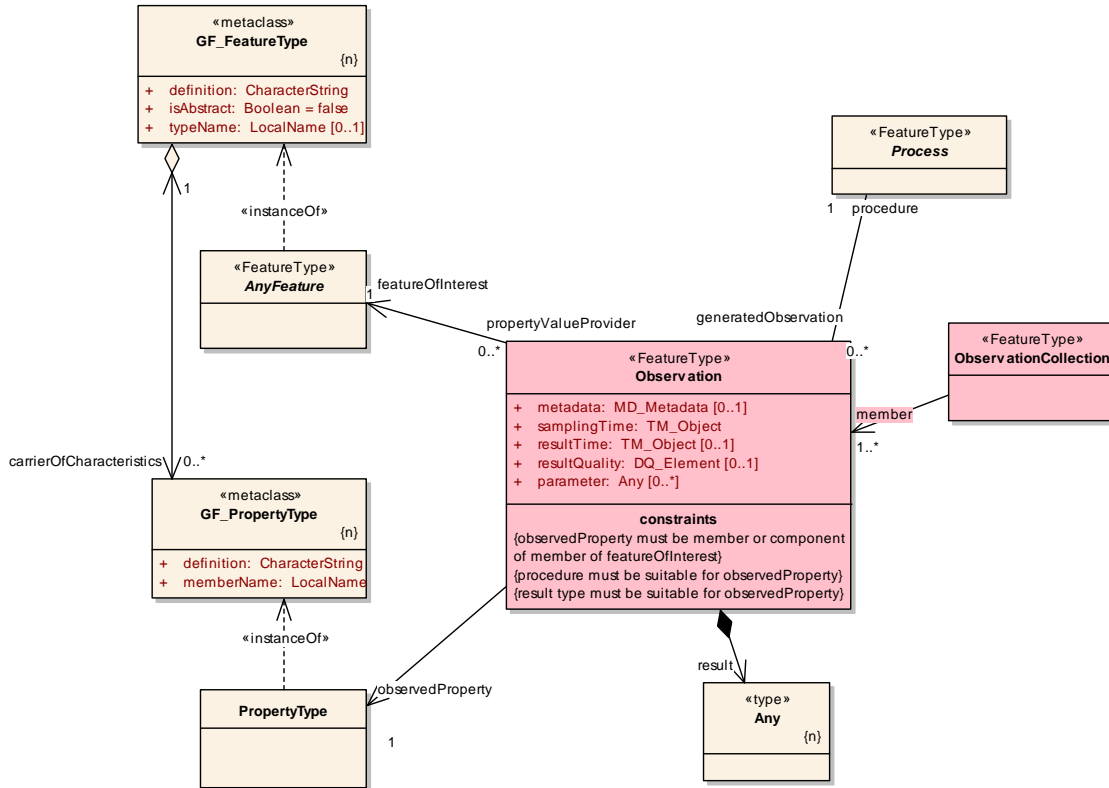 «metaclass»
GF_FeatureType
{n}
+ definition: CharacterString
+ isAbstract: Boolean = false
+ typeName: LocalName [0..1]
1
«instanceOf»
«FeatureType»
Process
1 procedure
«FeatureType»
AnyFeature
featureOfInterest
1
propertyValueProvider
0..*
generatedObservation
0..*
«FeatureType»
Observation
+ metadata: MD_Metadata [0..1]
+ samplingTime: TM_Object
+ resultTime: TM_Object [0..1]
+ resultQuality: DQ_Element [0..1]
+ parameter: Any [0..*]
constraints
{observedProperty must be member or component
of member of featureOfInterest}
{procedure must be suitable for observedProperty}
{result type must be suitable for observedProperty}
«FeatureType»
ObservationCollection
member
1..*
carrierOfCharacteristics
0..*
«metaclass»
GF_PropertyType
{n}
+ definition: CharacterString
+ memberName: LocalName
«instanceOf»
observedProperty
1
PropertyType
result
«type»
Any
{n}